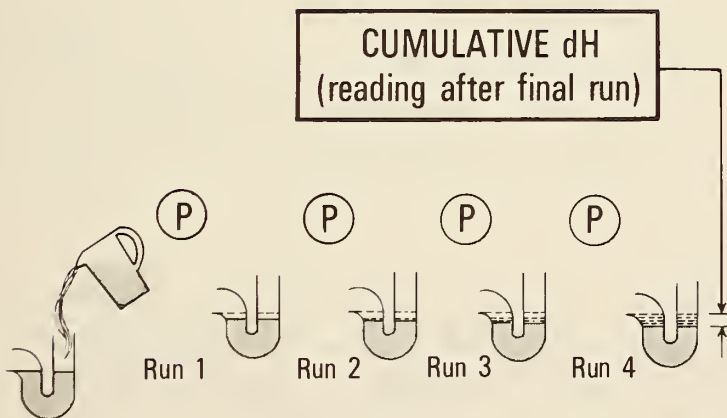 CUMULATIVE dH
(reading after final run)
P P P P
Run 1 Run 2 Run 3 Run 4